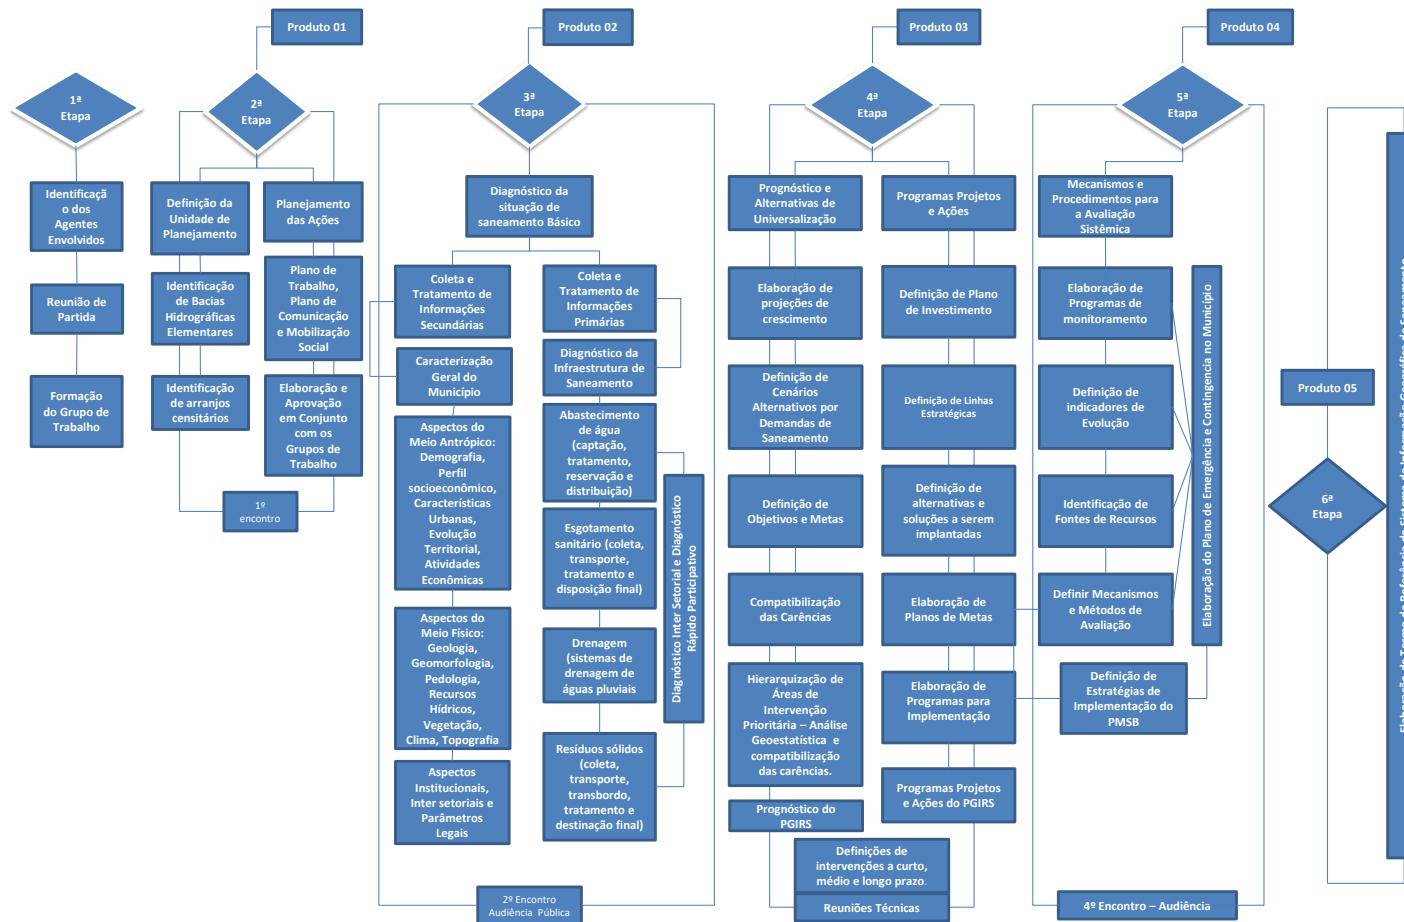 Produto 01
1ª
Etapa
Identificaçã
o dos
Agentes
Envolvidos
Reunião de
Partida
Formação
do Grupo de
Trabalho
2ª
Etapa
Definição da
Unidade de
Planejamento
Identificação
de Bacias
Hidrográficas
Elementares
Identificação
de arranjos
censitários
Planejamento
das Ações
Plano de
Trabalho,
Plano de
Comunicação
e Mobilização
Social
Elaboração e
Aprovação
em Conjunto
com os
Grupos de
Trabalho
1º
encontro
Produto 02
3ª
Etapa
Diagnóstico da
situação de
saneamento Básico
Coleta e
Tratamento de
Informações
Secundárias
Caracterização
Geral do
Município
Aspectos do
Meio Antrópico:
Demografia,
Perfil
socioeconômico,
Características
Urbanas,
Evolução
Territorial,
Atividades
Econômicas
Aspectos do
Meio Físico:
Geologia,
Geomorfologia,
Pedologia,
Recursos
Hídricos,
Vegetação,
Clima, Topografia
Aspectos
Institucionais,
Inter setoriais e
Parâmetros
Legais
Coleta e
Tratamento de
Informações
Primárias
Diagnóstico da
Infraestrutura de
Saneamento
Abastecimento
de água
(captação,
tratamento,
reservação e
distribuição)
Esgotamento
sanitário (coleta,
transporte,
tratamento e
disposição final)
Drenagem
(sistemas de
drenagem de
águas pluviais
Resíduos sólidos
(coleta,
transporte,
transbordo,
tratamento e
destinação final)
Diagnóstico Inter Setorial e Diagnóstico
Rápido Participativo
2º Encontro
Audiência Pública
Produto 03
4ª
Etapa
Prognóstico e
Alternativas de
Universalização
Elaboração de
projeções de
crescimento
Definição de
Cenários
Alternativos por
Demandas de
Saneamento
Definição de
Objetivos e Metas
Compatibilização
das Carências
Hierarquização de
Áreas de
Intervenção
Prioritária – Análise
Geoestatística e
compatibilização
das carências.
Prognóstico do
PGIRS
Programas Projetos
e Ações
Definição de Plano
de Investimento
Definição de Linhas
Estratégicas
Definição de
alternativas e
soluções a serem
implantadas
Elaboração de
Planos de Metas
Elaboração de
Programas para
Implementação
Programas Projetos
e Ações do PGIRS
Definições de
intervenções a curto,
médio e longo prazo.
Reuniões Técnicas
Produto 04
5ª
Etapa
Mecanismos e
Procedimentos para
a Avaliação
Sistêmica
Elaboração de
Programas de
monitoramento
Definição de
indicadores de
Evolução
Identificação de
Fontes de Recursos
Definir Mecanismos
e Métodos de
Avaliação
Definição de
Estratégias de
Implementação do
PMSB
Elaboração do Plano de Emergência e Contingencia no Município
4º Encontro – Audiência
Produto 05
6ª
Etapa
Elaboração do Termo de Referência do Sistema de Informação Geográfica do Saneamento